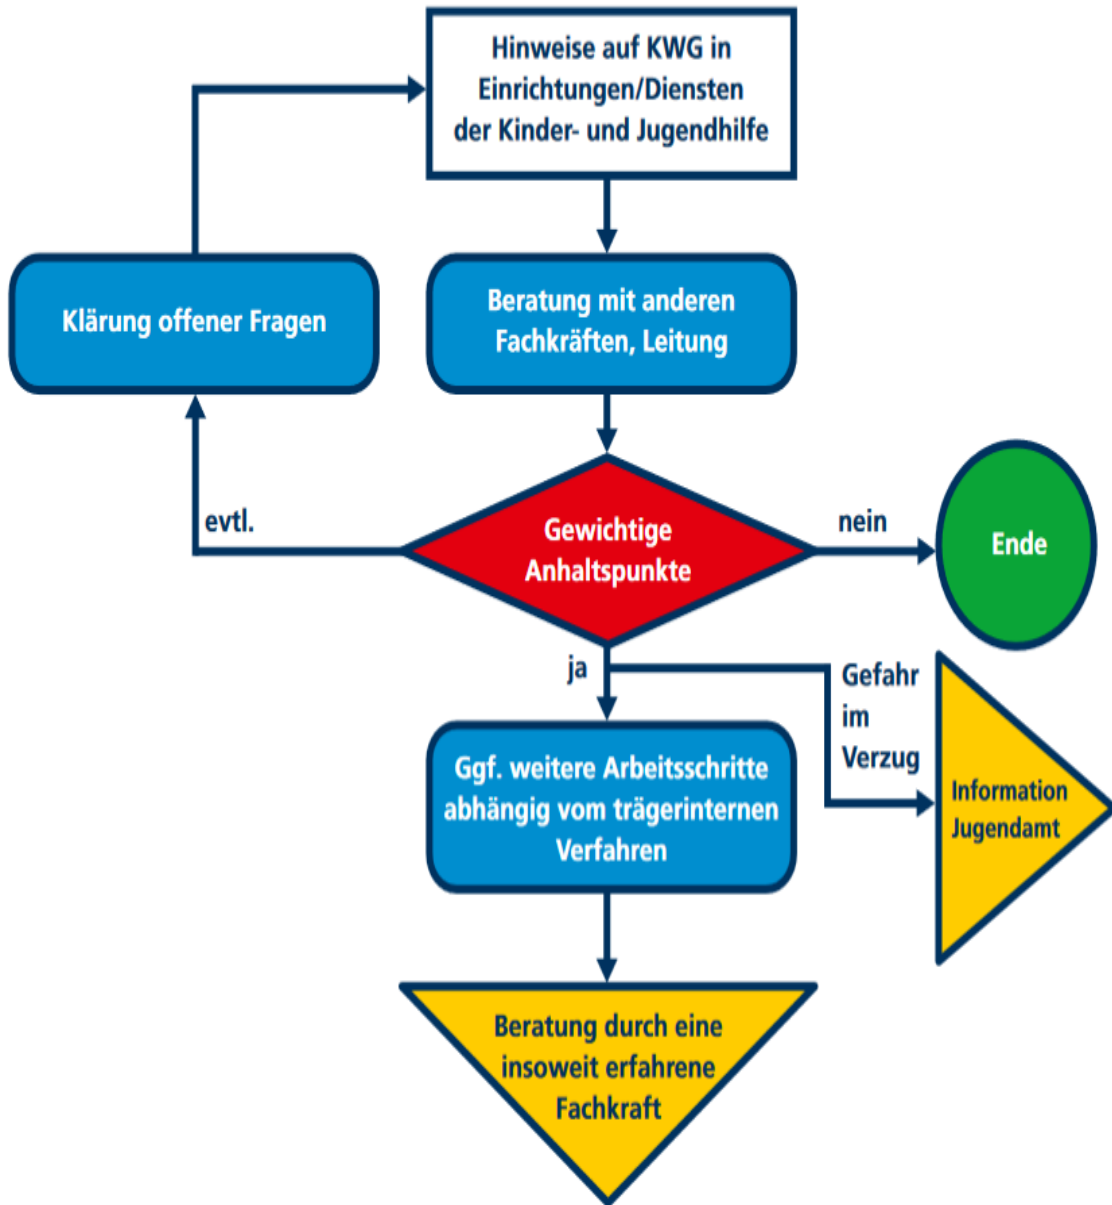 Hinweise auf KWG in
Einrichtungen/Diensten
der Kinder- und Jugendhilfe
Klärung offener Fragen
Beratung mit anderen
Fachkräften, Leitung
evtl.
Gewichtige
Anhaltspunkte
nein
Ende
ja
Gefahr
im
Verzug
Ggf. weitere Arbeitsschritte
abhängig vom trägerinternen
Verfahren
Information
Jugendamt
Beratung durch eine
insoweit erfahrene
Fachkraft